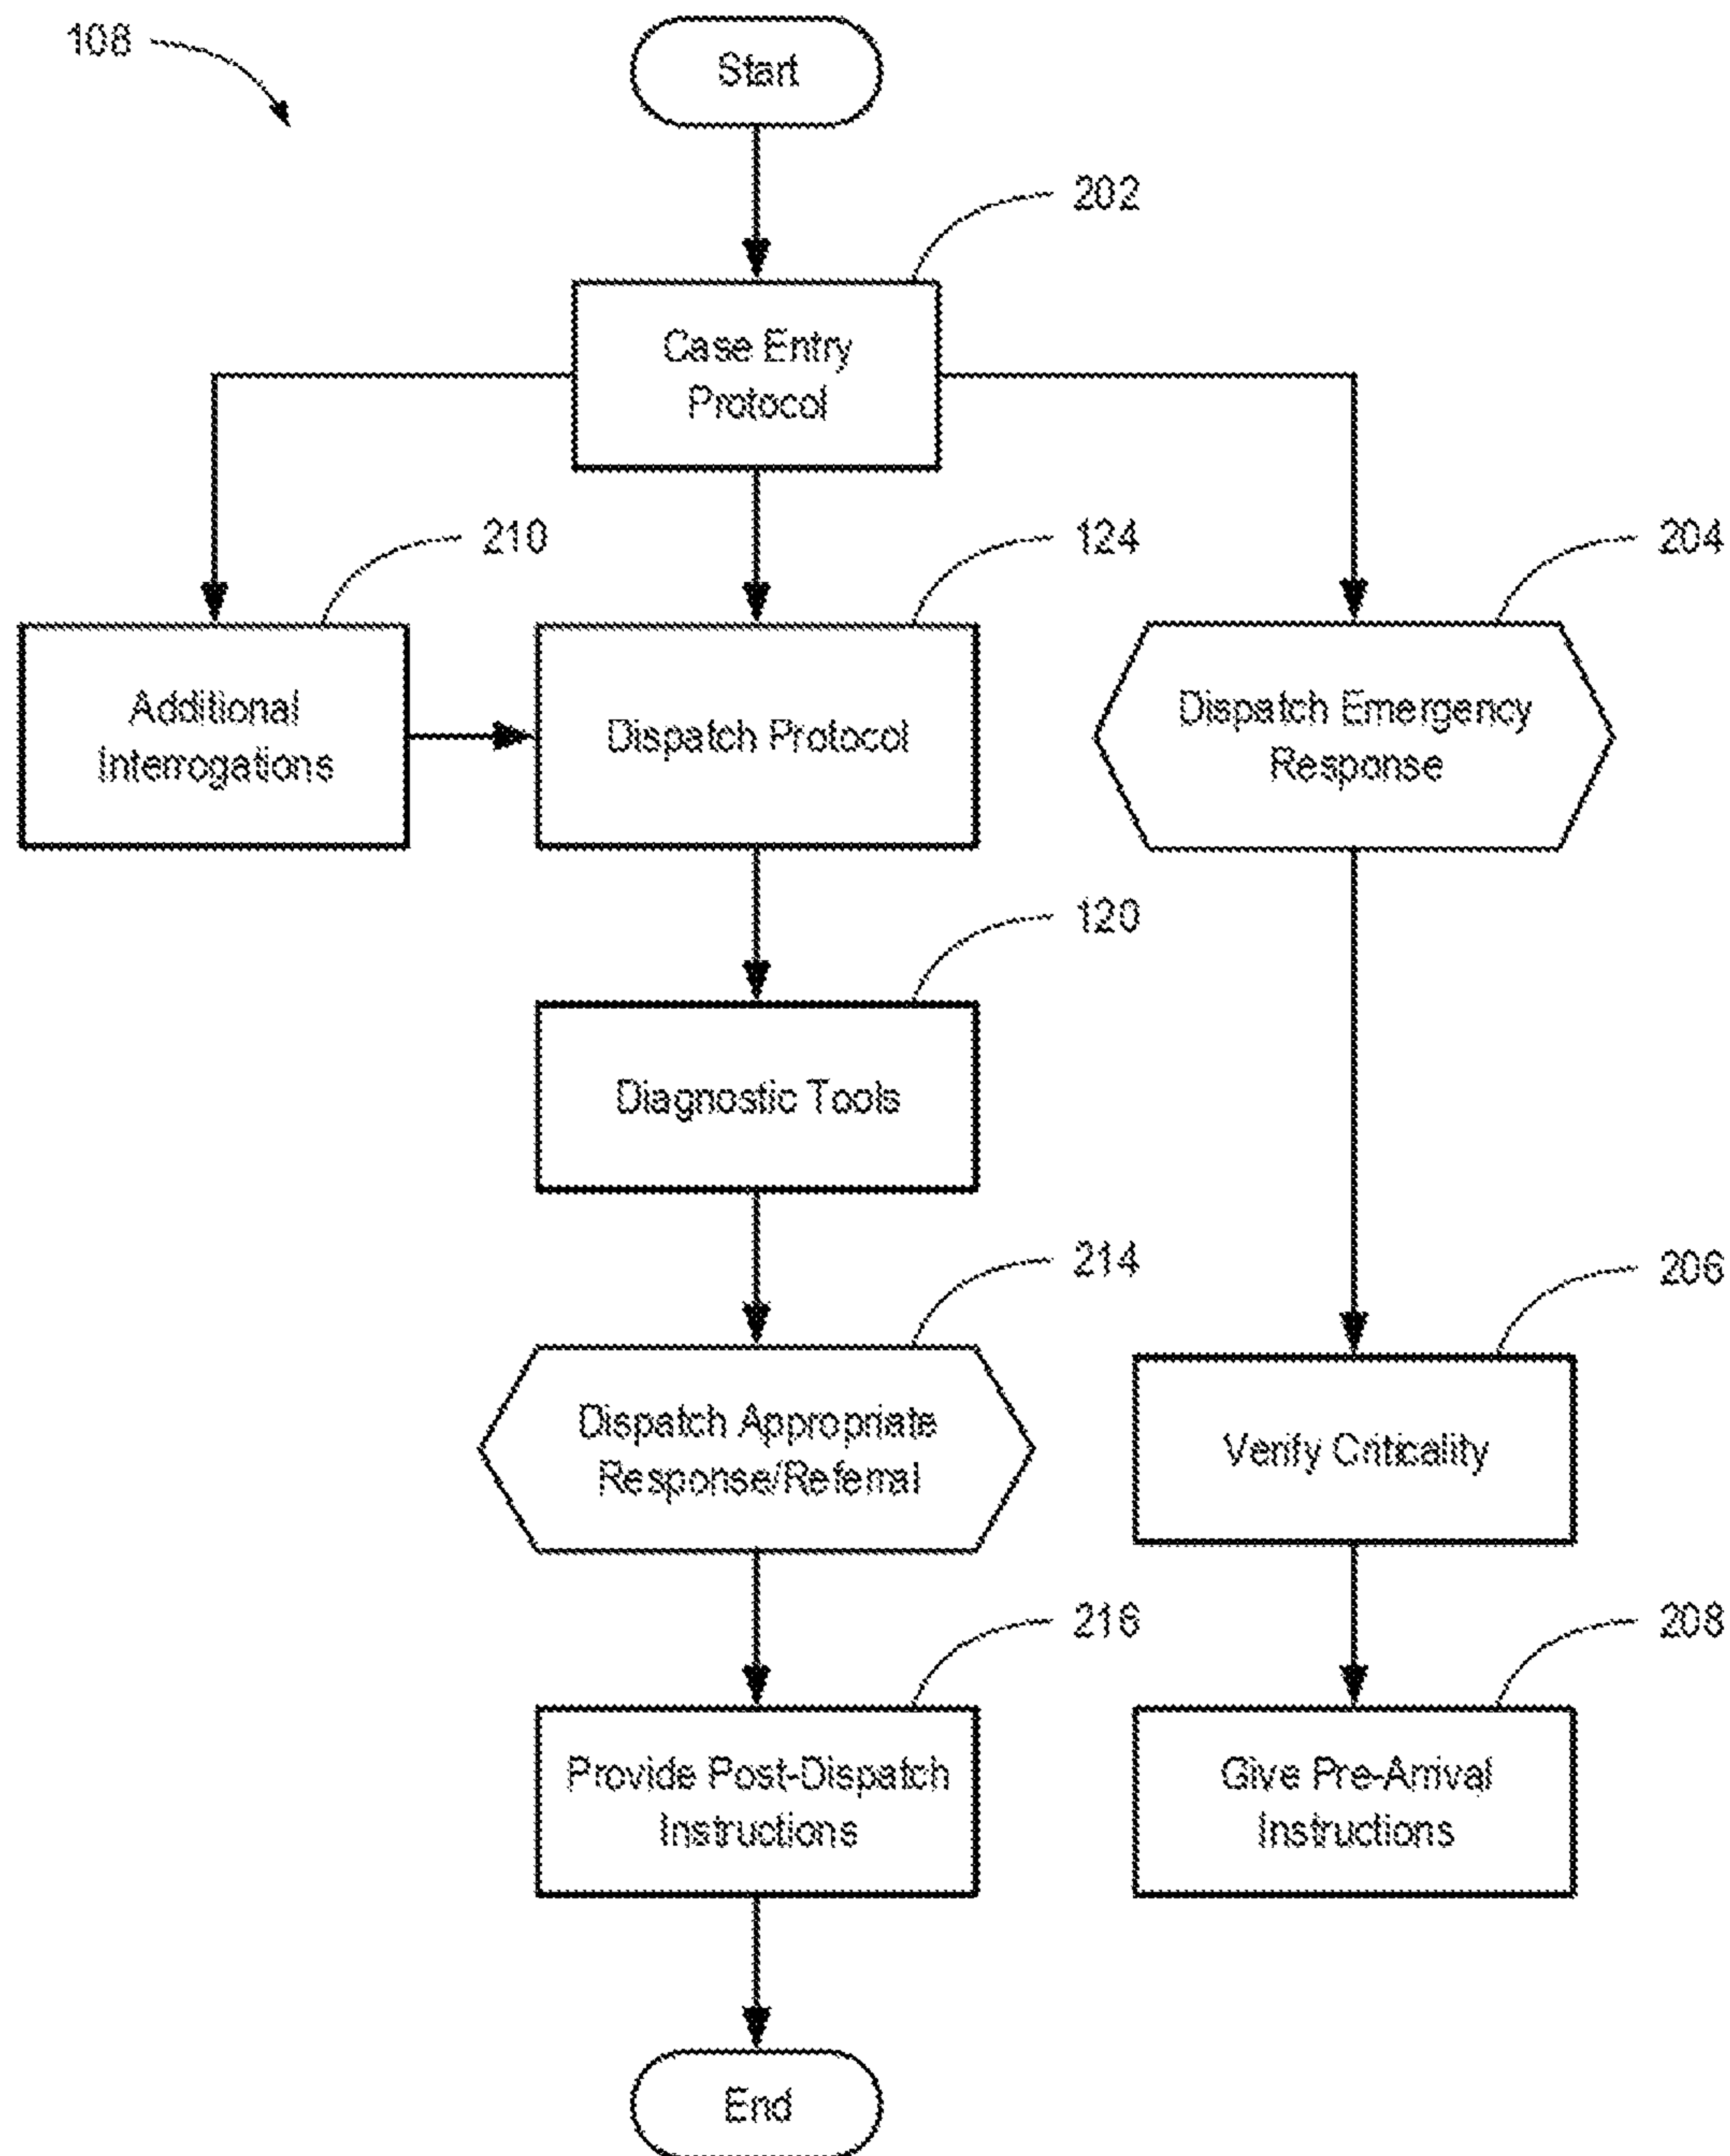 108
Start
202
Case Entry
Protocol
210
124
204
Additional
Interrogations
Dispatch Protocol
Dispatch Emergency
Response
120
Diagnostic Tools
214
206
Dispatch Appropriate
Response/Referral
Verify Criticality
216
208
Provide Post-Dispatch
Instructions
Give Pre-Arrival
Instructions
End